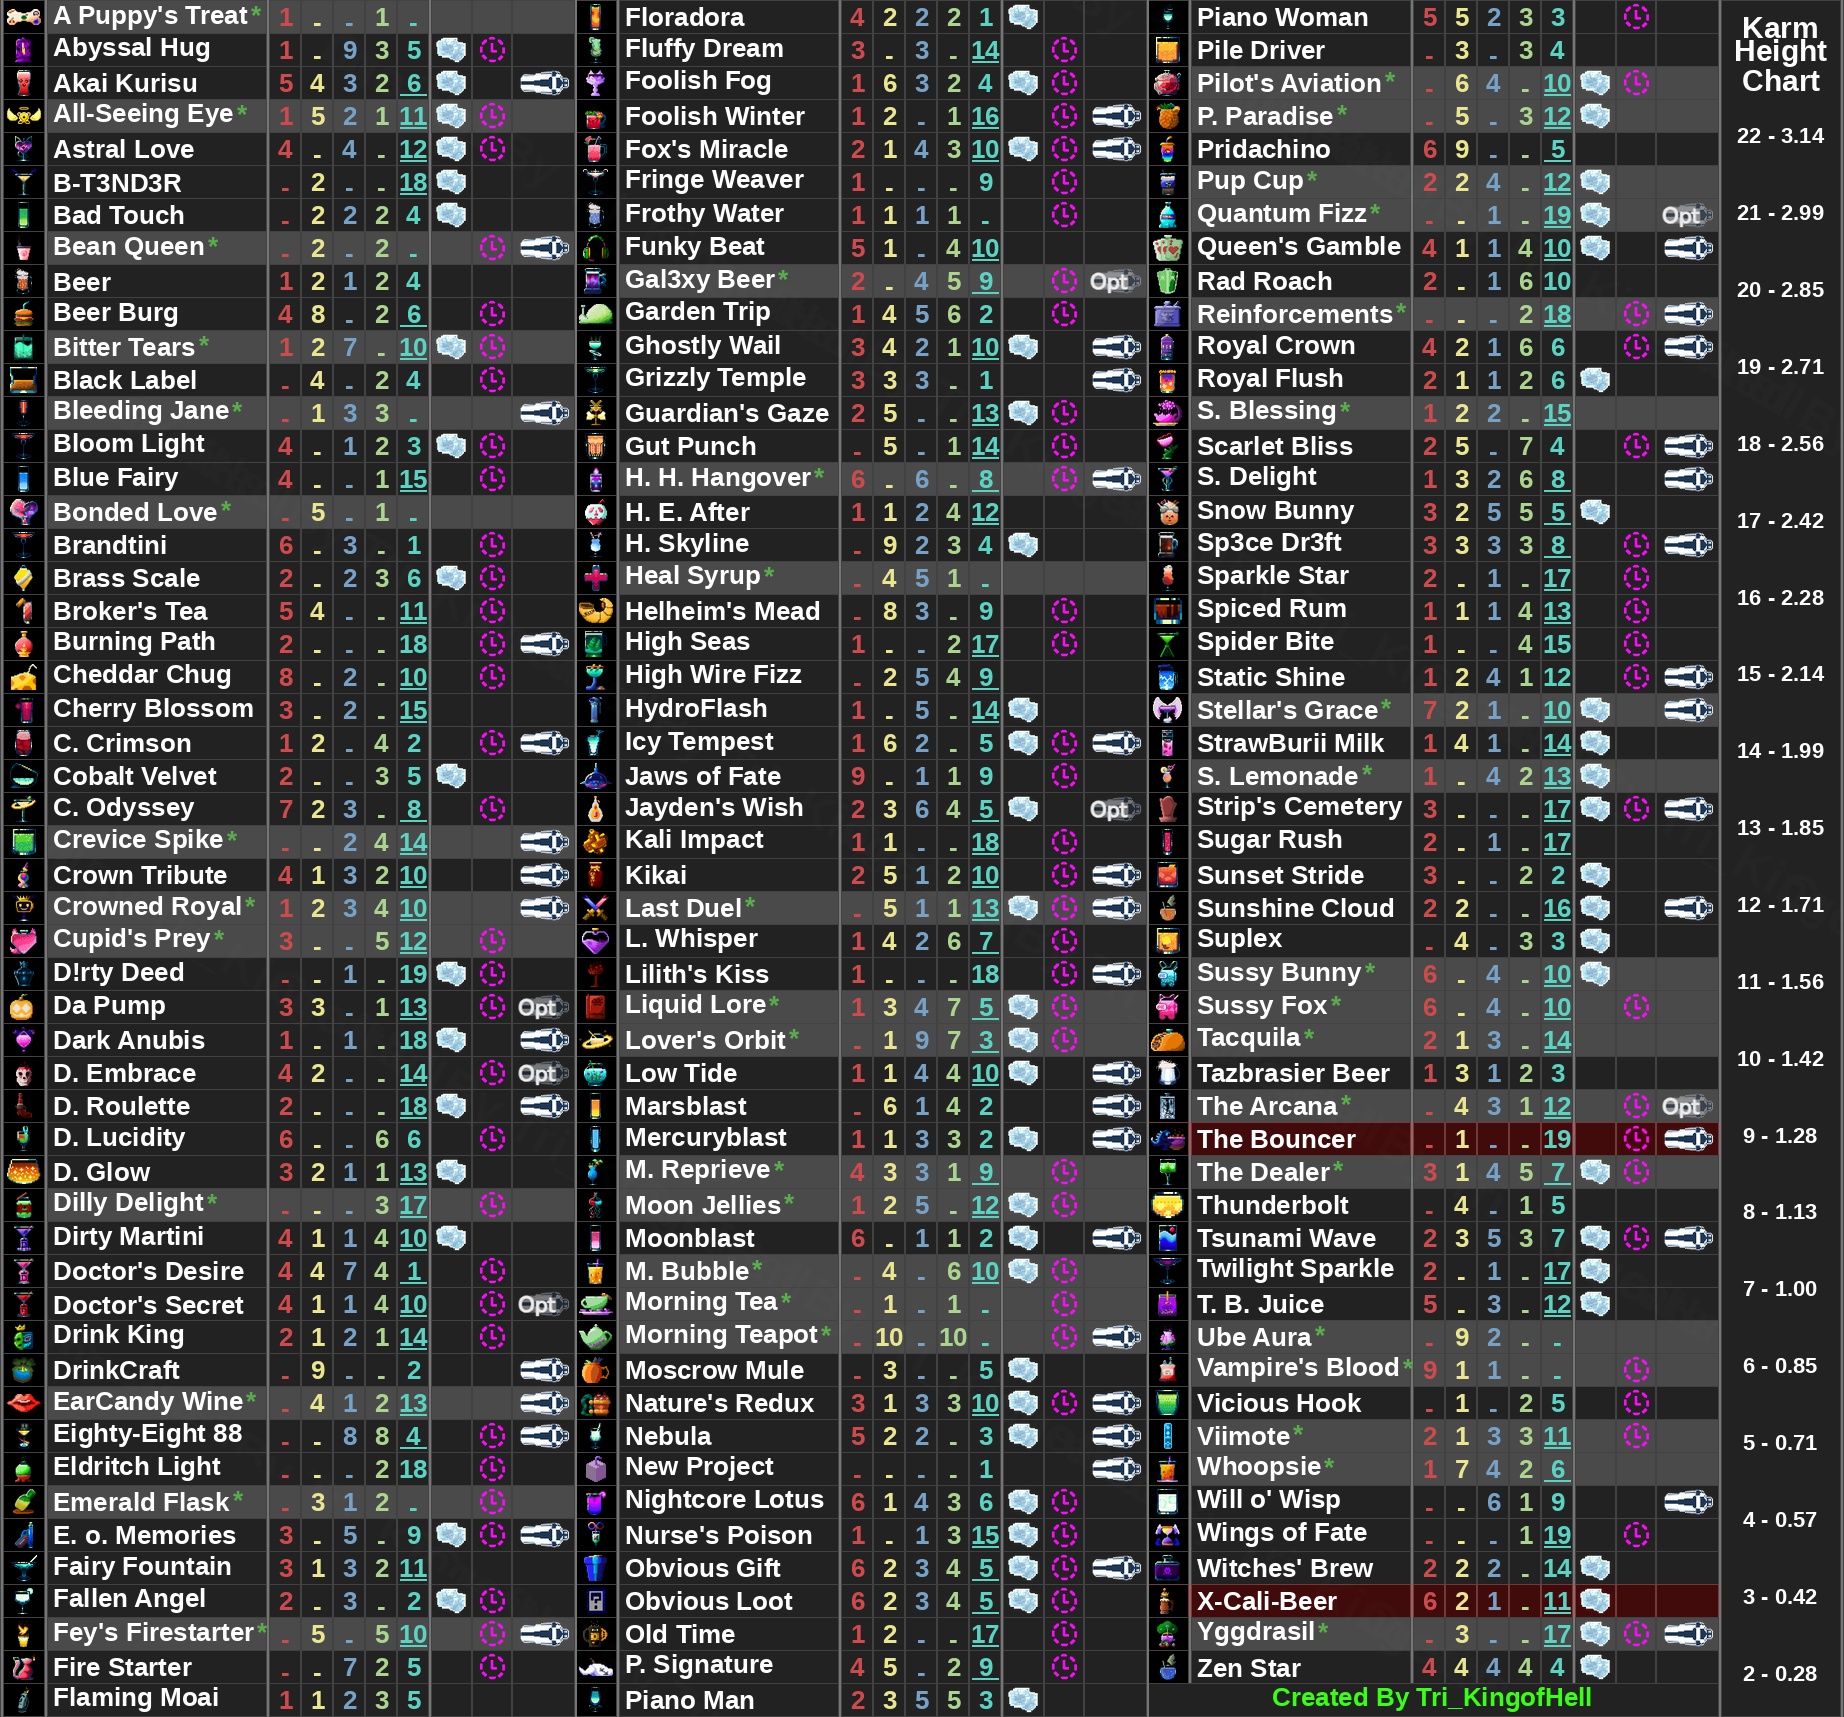 A Puppy's Treat* 1 - - 1 -
Abyssal Hug 1 - 9 3 5
Akai Kurisu 5 4 3 2 6
All-Seeing Eye* 1 5 2 1 11
Astral Love 4 - 4 - 12
B-T3ND3R - 2 - - 18
Bad Touch - 2 2 2 4
Bean Queen* - 2 - 2 -
Beer 1 2 1 2 4
Beer Burg 4 8 - 2 6
Bitter Tears* 1 2 7 - 10
Black Label - 4 - 2 4
Bleeding Jane* - 1 3 3 -
Bloom Light 4 - 1 2 3
Blue Fairy 4 - - 1 15
Bonded Love* - 5 - 1 -
Brandtini 6 - 3 - 1
Brass Scale 2 - 2 3 6
Broker's Tea 5 4 - - 11
Burning Path 2 - - - 18
Cheddar Chug 8 - 2 - 10
Cherry Blossom 3 - 2 - 15
C. Crimson 1 2 - 4 2
Cobalt Velvet 2 - - 3 5
C. Odyssey 7 2 3 - 8
Crevice Spike* - - 2 4 14
Crown Tribute 4 1 3 2 10
Crowned Royal* 1 2 3 4 10
Cupid's Prey* 3 - - 5 12
D!rty Deed - - 1 - 19
Da Pump 3 3 - 1 13 Opt
Dark Anubis 1 - 1 - 18
D. Embrace 4 2 - - 14 Opt
D. Roulette 2 - - - 18
D. Lucidity 6 - - 6 6
D. Glow 3 2 1 1 13
Dilly Delight* - - - 3 17
Dirty Martini 4 1 1 4 10
Doctor's Desire 4 4 7 4 1
Doctor's Secret 4 1 1 4 10 Opt
Drink King 2 1 2 1 14
DrinkCraft - 9 - - 2
EarCandy Wine* - 4 1 2 13
Eighty-Eight 88 - - 8 8 4
Eldritch Light - - - 2 18
Emerald Flask* - 3 1 2 -
E. o. Memories 3 - 5 - 9
Fairy Fountain 3 1 3 2 11
Fallen Angel 2 - 3 - 2
Fey's Firestarter* - 5 - 5 10
Fire Starter - - 7 2 5
Flaming Moai 1 1 2 3 5
Floradora 4 2 2 2 1
Fluffy Dream 3 - 3 - 14
Foolish Fog 1 6 3 2 4
Foolish Winter 1 2 - 1 16
Fox's Miracle 2 1 4 3 10
Fringe Weaver 1 - - - 9
Frothy Water 1 1 1 1 -
Funky Beat 5 1 - 4 10
Gal3xy Beer* 2 - 4 5 9 Opt
Garden Trip 1 4 5 6 2
Ghostly Wail 3 4 2 1 10
Grizzly Temple 3 3 3 - 1
Guardian's Gaze 2 5 - - 13
Gut Punch - 5 - 1 14
H. H. Hangover* 6 - 6 - 8
H. E. After 1 1 2 4 12
H. Skyline - 9 2 3 4
Heal Syrup* - 4 5 1 -
Helheim's Mead - 8 3 - 9
High Seas 1 - - 2 17
High Wire Fizz - 2 5 4 9
HydroFlash 1 - 5 - 14
Icy Tempest 1 6 2 - 5
Jaws of Fate 9 - 1 1 9
Jayden's Wish 2 3 6 4 5 Opt
Kali Impact 1 1 - - 18
Kikai 2 5 1 2 10
Last Duel* - 5 1 1 13
L. Whisper 1 4 2 6 7
Lilith's Kiss 1 - - - 18
Liquid Lore* 1 3 4 7 5
Lover's Orbit* - 1 9 7 3
Low Tide 1 1 4 4 10
Marsblast - 6 1 4 2
Mercuryblast 1 1 3 3 2
M. Reprieve* 4 3 3 1 9
Moon Jellies* 1 2 5 - 12
Moonblast 6 - 1 1 2
M. Bubble* - 4 - 6 10
Morning Tea* - 1 - 1 -
Morning Teapot* - 10 - 10 -
Moscrow Mule - 3 - - 5
Nature's Redux 3 1 3 3 10
Nebula 5 2 2 - 3
New Project - - - - 1
Nightcore Lotus 6 1 4 3 6
Nurse's Poison 1 - 1 3 15
Obvious Gift 6 2 3 4 5
Obvious Loot 6 2 3 4 5
Old Time 1 2 - - 17
P. Signature 4 5 - 2 9
Piano Man 2 3 5 5 3
Piano Woman 5 5 2 3 3
Pile Driver - 3 - 3 4
Pilot's Aviation* - 6 4 - 10
P. Paradise* - 5 - 3 12
Pridachino 6 9 - - 5
Pup Cup* 2 2 4 - 12
Quantum Fizz* - - 1 - 19 Opt
Queen's Gamble 4 1 1 4 10
Rad Roach 2 - 1 6 10
Reinforcements* - - - 2 18
Royal Crown 4 2 1 6 6
Royal Flush 2 1 1 2 6
S. Blessing* 1 2 2 - 15
Scarlet Bliss 2 5 - 7 4
S. Delight 1 3 2 6 8
Snow Bunny 3 2 5 5 5
Sp3ce Dr3ft 3 3 3 3 8
Sparkle Star 2 - 1 - 17
Spiced Rum 1 1 1 4 13
Spider Bite 1 - - 4 15
Static Shine 1 2 4 1 12
Stellar's Grace* 7 2 1 - 10
StrawBurii Milk 1 4 1 - 14
S. Lemonade* 1 - 4 2 13
Strip's Cemetery 3 - - - 17
Sugar Rush 2 - 1 - 17
Sunset Stride 3 - - 2 2
Sunshine Cloud 2 2 - - 16
Suplex - 4 - 3 3
Sussy Bunny* 6 - 4 - 10
Sussy Fox* 6 - 4 - 10
Tacquila* 2 1 3 - 14
Tazbrasier Beer 1 3 1 2 3
The Arcana* - 4 3 1 12 Opt
The Bouncer - 1 - - 19
The Dealer* 3 1 4 5 7
Thunderbolt - 4 - 1 5
Tsunami Wave 2 3 5 3 7
Twilight Sparkle 2 - 1 - 17
T. B. Juice 5 - 3 - 12
Ube Aura* - 9 2 - -
Vampire's Blood* 9 1 1 - -
Vicious Hook - 1 - 2 5
Viimote* 2 1 3 3 11
Whoopsie* 1 7 4 2 6
Will o' Wisp - - 6 1 9
Wings of Fate - - - 1 19
Witches' Brew 2 2 2 - 14
X-Cali-Beer 6 2 1 - 11
Yggdrasil* - 3 - - 17
Zen Star 4 4 4 4 4
Created By Tri_KingofHell
Karm
Height
Chart
22 - 3.14
21 - 2.99
20 - 2.85
19 - 2.71
18 - 2.56
17 - 2.42
16 - 2.28
15 - 2.14
14 - 1.99
13 - 1.85
12 - 1.71
11 - 1.56
10 - 1.42
9 - 1.28
8 - 1.13
7 - 1.00
6 - 0.85
5 - 0.71
4 - 0.57
3 - 0.42
2 - 0.28